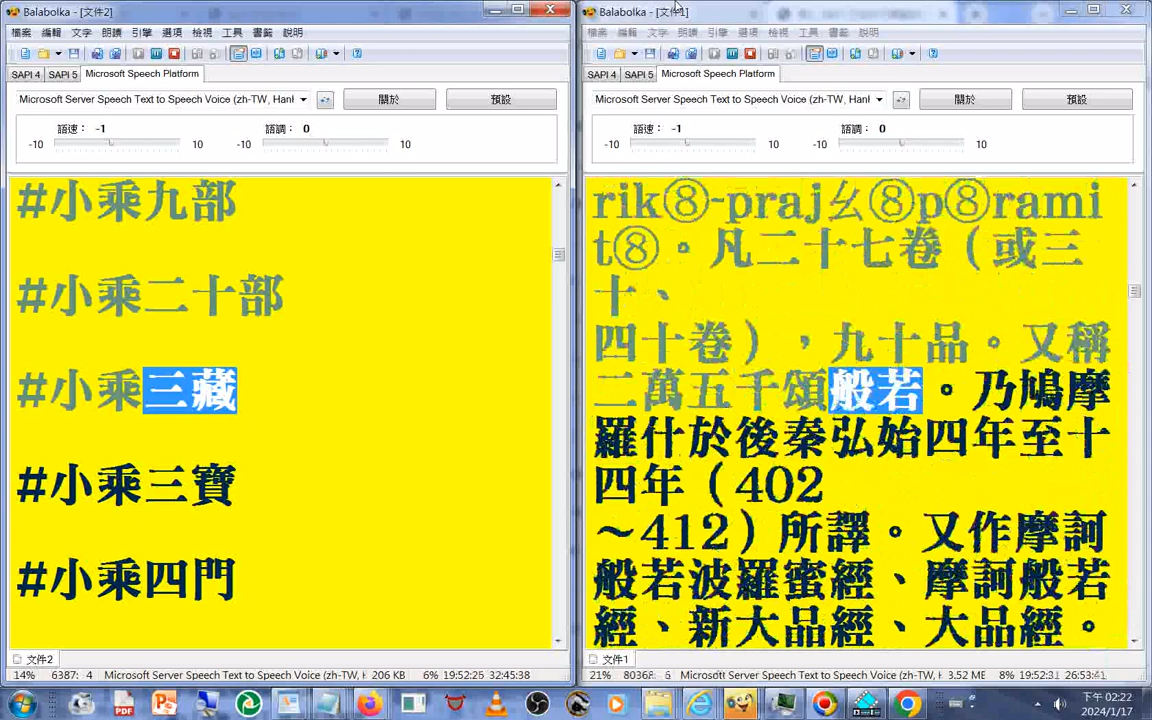 Balabolka - [文件2]
檔案 編輯 文字 朗讀 引擎 選項 檢視 工具 書籤 說明
SAPI 4 SAPI 5 Microsoft Speech Platform
Microsoft Server Speech Text to Speech Voice (zh-TW, Hanl
關於 預設
語速： -1 語調： 0
-10 10 -10 10
#小乘九部
#小乘二十部
#小乘三藏
#小乘三寶
#小乘四門
文件2
14% 6387: 4 Microsoft Server Speech Text to Speech Voice (zh-TW, H 206 KB 6% 19:52:25 32:45:38
Balabolka - [文件1]
檔案 編輯 文字 朗讀 引擎 選項 檢視 工具 書籤 說明
SAPI 4 SAPI 5 Microsoft Speech Platform
Microsoft Server Speech Text to Speech Voice (zh-TW, Hanl
關於 預設
語速： -1 語調： 0
-10 10 -10 10
rik⑧-prajㄠ⑧p⑧rami
t⑧。凡二十七卷（或三
十、
四十卷），九十品。又稱
二萬五千頌般若。乃鳩摩
羅什於後秦弘始四年至十
四年（402
～412）所譯。又作摩訶
般若波羅蜜經、摩訶般若
經、新大品經、大品經。
文件1
21% 80368: 6 Microsoft Server Speech Text to Speech Voice (zh-TW, H 3.52 MB 8% 19:52:31 26:53:41
PDF
下午 02:22
2024/1/17